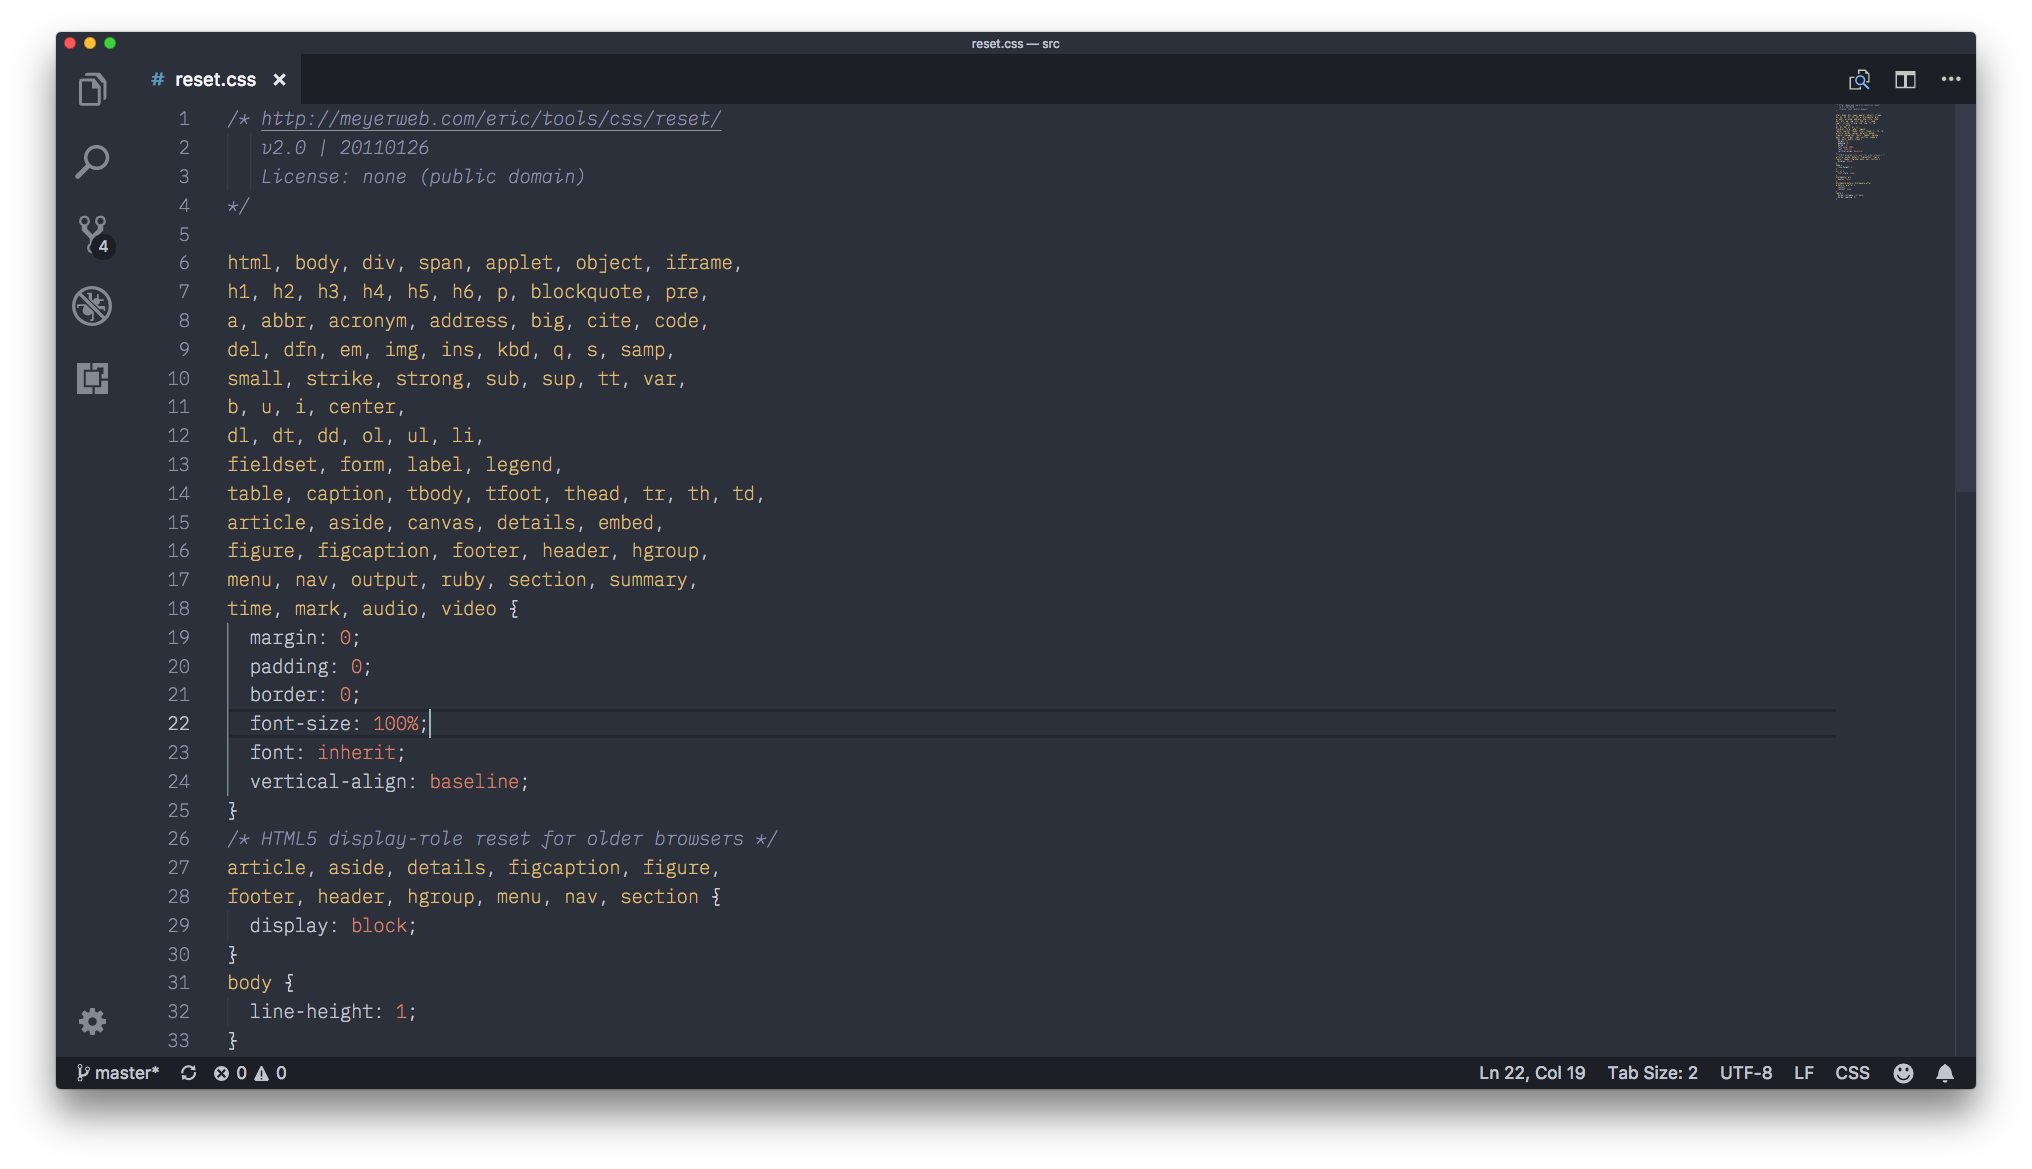 reset.css — src
# reset.css ×
1 /* http://meyerweb.com/eric/tools/css/reset/
2 v2.0 | 20110126
3 License: none (public domain)
4 */
5
6 html, body, div, span, applet, object, iframe,
7 h1, h2, h3, h4, h5, h6, p, blockquote, pre,
8 a, abbr, acronym, address, big, cite, code,
9 del, dfn, em, img, ins, kbd, q, s, samp,
10 small, strike, strong, sub, sup, tt, var,
11 b, u, i, center,
12 dl, dt, dd, ol, ul, li,
13 fieldset, form, label, legend,
14 table, caption, tbody, tfoot, thead, tr, th, td,
15 article, aside, canvas, details, embed,
16 figure, figcaption, footer, header, hgroup,
17 menu, nav, output, ruby, section, summary,
18 time, mark, audio, video {
19 margin: 0;
20 padding: 0;
21 border: 0;
22 font-size: 100%;
23 font: inherit;
24 vertical-align: baseline;
25 }
26 /* HTML5 display-role reset for older browsers */
27 article, aside, details, figcaption, figure,
28 footer, header, hgroup, menu, nav, section {
29 display: block;
30 }
31 body {
32 line-height: 1;
33 }
4
master* 0 0 Ln 22, Col 19 Tab Size: 2 UTF-8 LF CSS